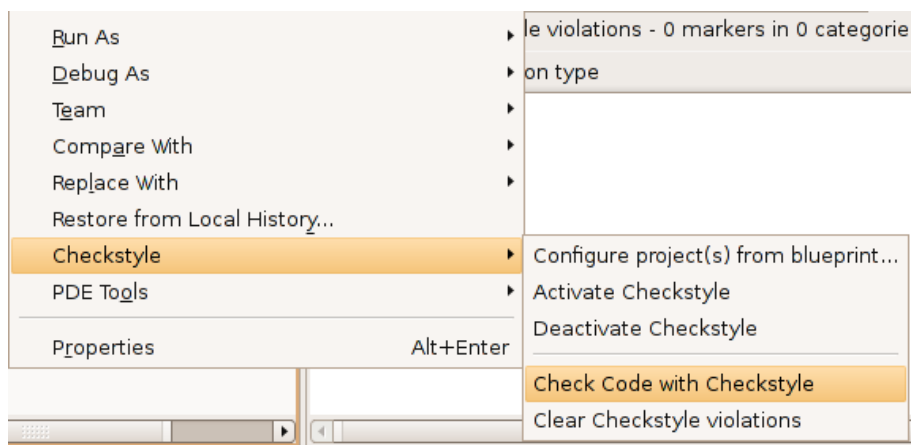 Run As
Debug As
Team
Compare With
Replace With
Restore from Local History...
Checkstyle
PDE Tools
Properties Alt+Enter
le violations - 0 markers in 0 categorie
on type
Configure project(s) from blueprint...
Activate Checkstyle
Deactivate Checkstyle
Check Code with Checkstyle
Clear Checkstyle violations